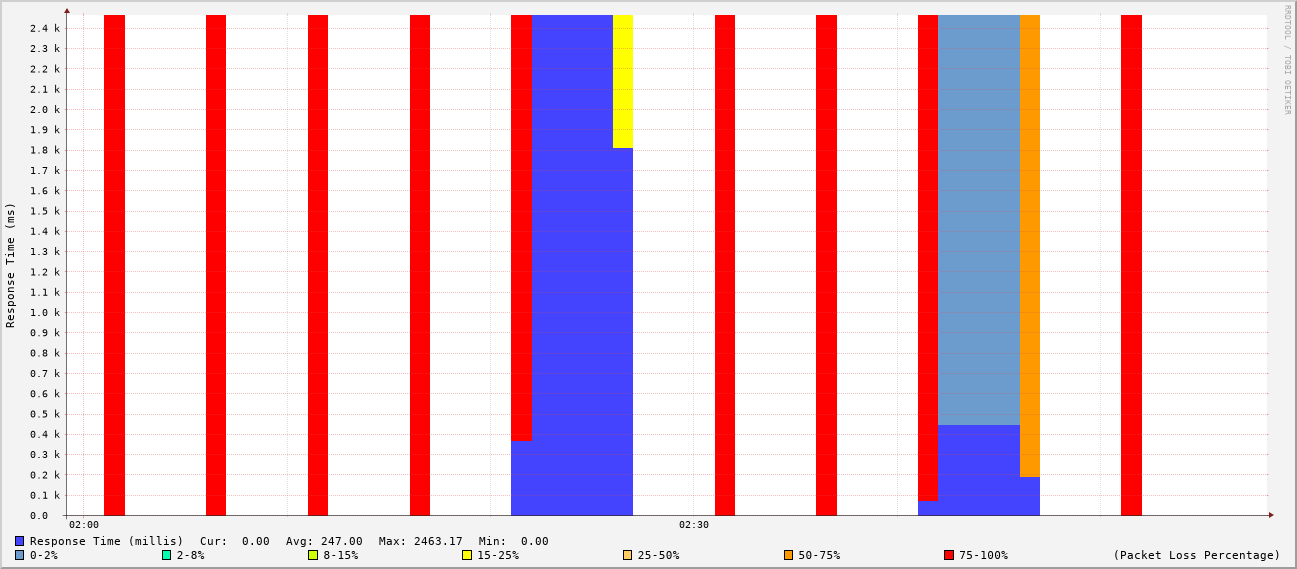 RRDTOOL / TOBI OETIKER
Response Time (ms)
2.4 k
2.3 k
2.2 k
2.1 k
2.0 k
1.9 k
1.8 k
1.7 k
1.6 k
1.5 k
1.4 k
1.3 k
1.2 k
1.1 k
1.0 k
0.9 k
0.8 k
0.7 k
0.6 k
0.5 k
0.4 k
0.3 k
0.2 k
0.1 k
0.0
02:00 02:30
Response Time (millis) Cur: 0.00 Avg: 247.00 Max: 2463.17 Min: 0.00
0-2% 2-8% 8-15% 15-25% 25-50% 50-75% 75-100% (Packet Loss Percentage)